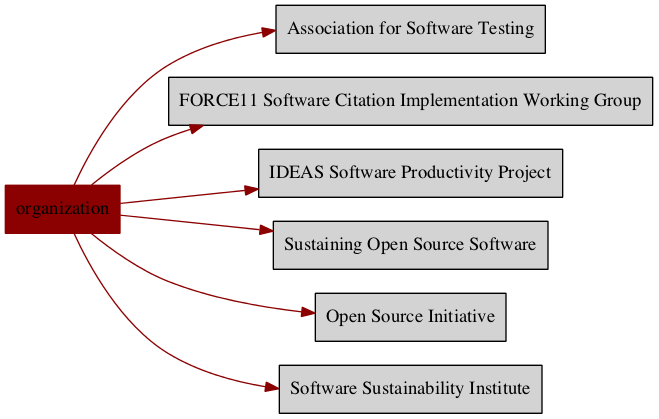 Association for Software Testing
FORCE11 Software Citation Implementation Working Group
IDEAS Software Productivity Project
organization
Sustaining Open Source Software
Open Source Initiative
Software Sustainability Institute